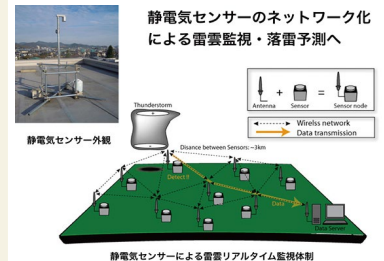 静電気センサーのネットワーク化
による雷雲監視・落雷予測へ
Antenna
+
Sensor
=
Sensor node
Wirelss network
Data transmission
Thunderstorm
静電気センサー外観
Disance between Sensors: ~3km
Detect !!
Data
Data Server
静電気センサーによる雷雲リアルタイム監視体制